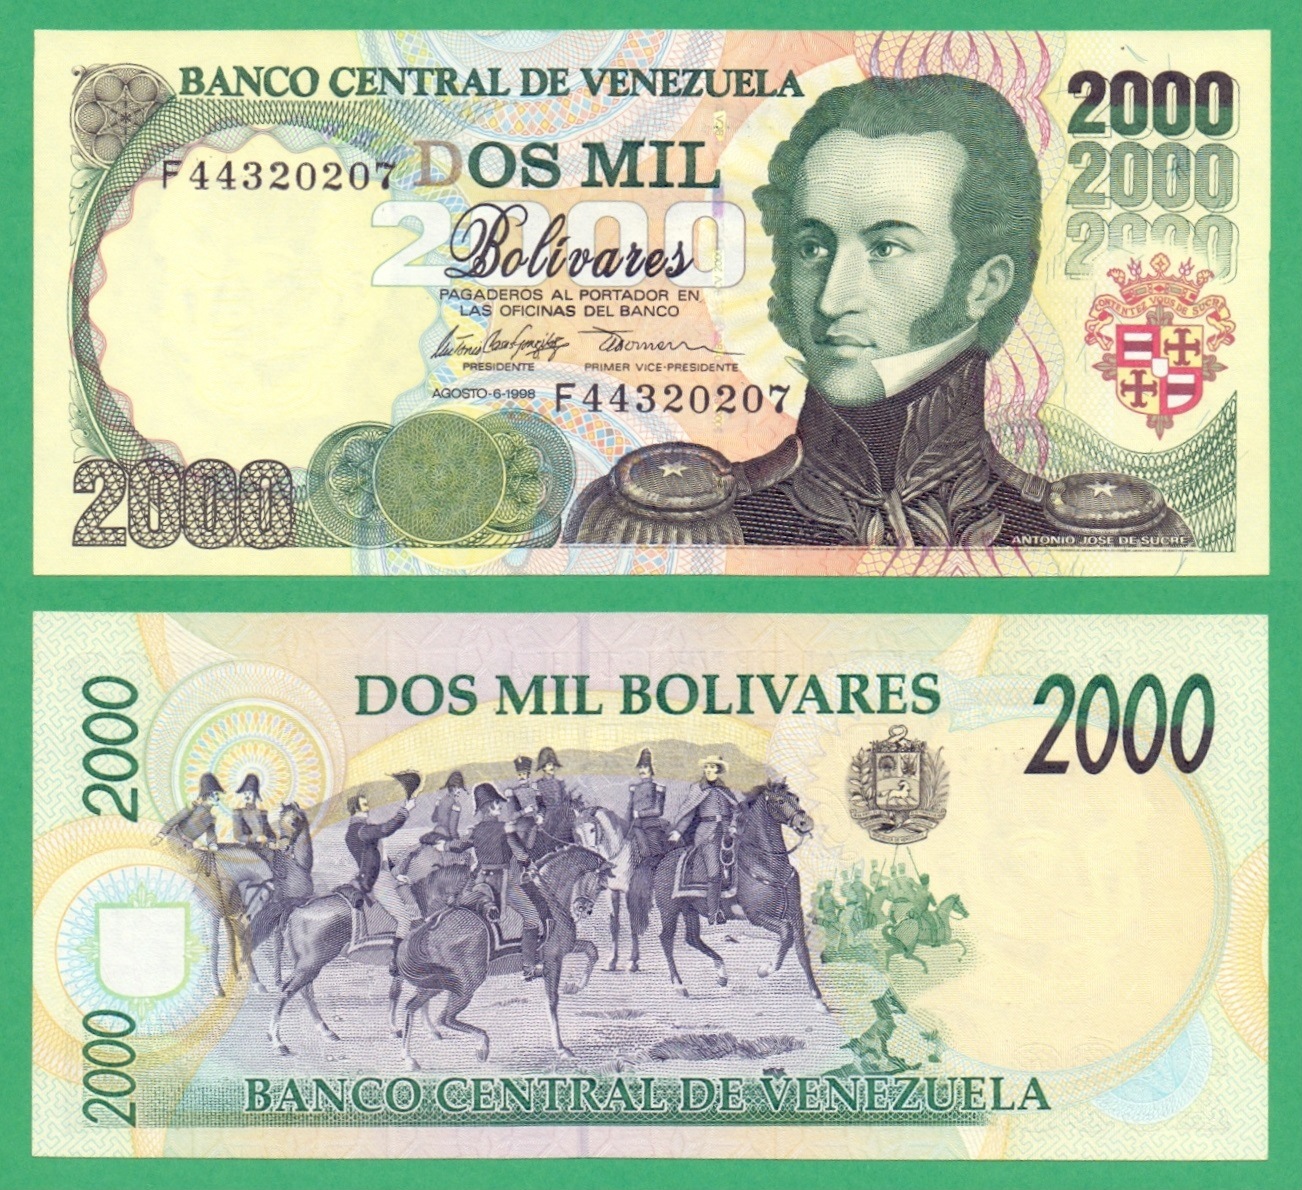 BANCO CENTRAL DE VENEZUELA
2000
2000
2000
F44320207
DOS MIL
2000
Bolívares
PAGADEROS AL PORTADOR EN
LAS OFICINAS DEL BANCO
PRESIDENTE
PRIMER VICE-PRESIDENTE
AGOSTO-6-1998
F44320207
2000
ANTONIO JOSE DE SUCRE
DOS MIL BOLIVARES
2000
2000
2000
BANCO CENTRAL DE VENEZUELA